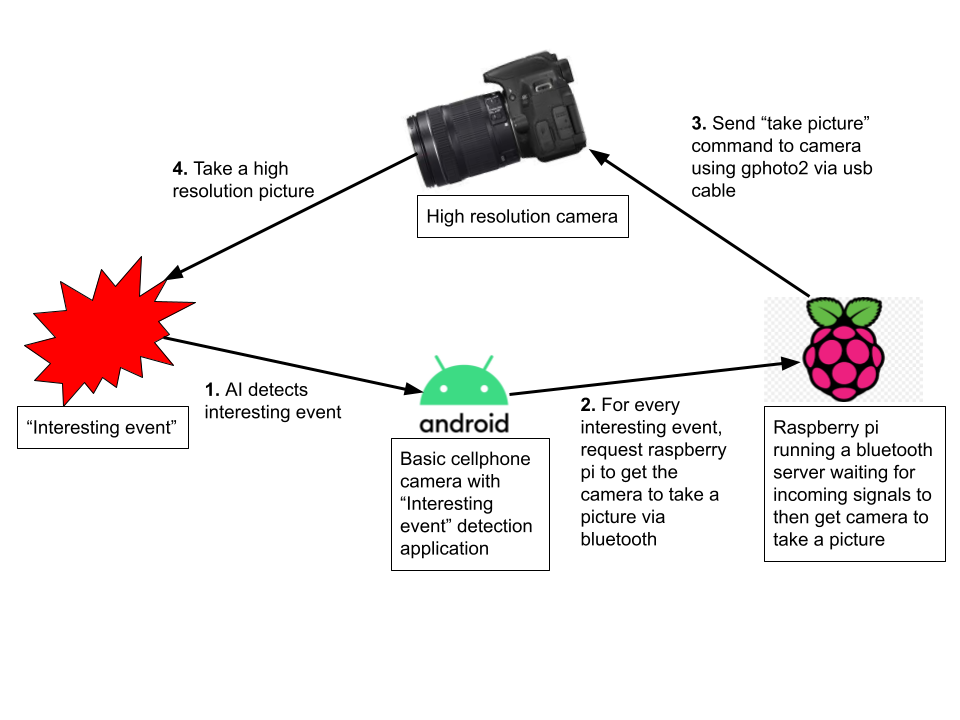 3. Send “take picture”
command to camera
using gphoto2 via usb
cable
4. Take a high
resolution picture
High resolution camera
1. AI detects
interesting event
“Interesting event”
android
Basic cellphone
camera with
“Interesting
event” detection
application
2. For every
interesting event,
request raspberry
pi to get the
camera to take a
picture via
bluetooth
Raspberry pi
running a bluetooth
server waiting for
incoming signals to
then get camera to
take a picture